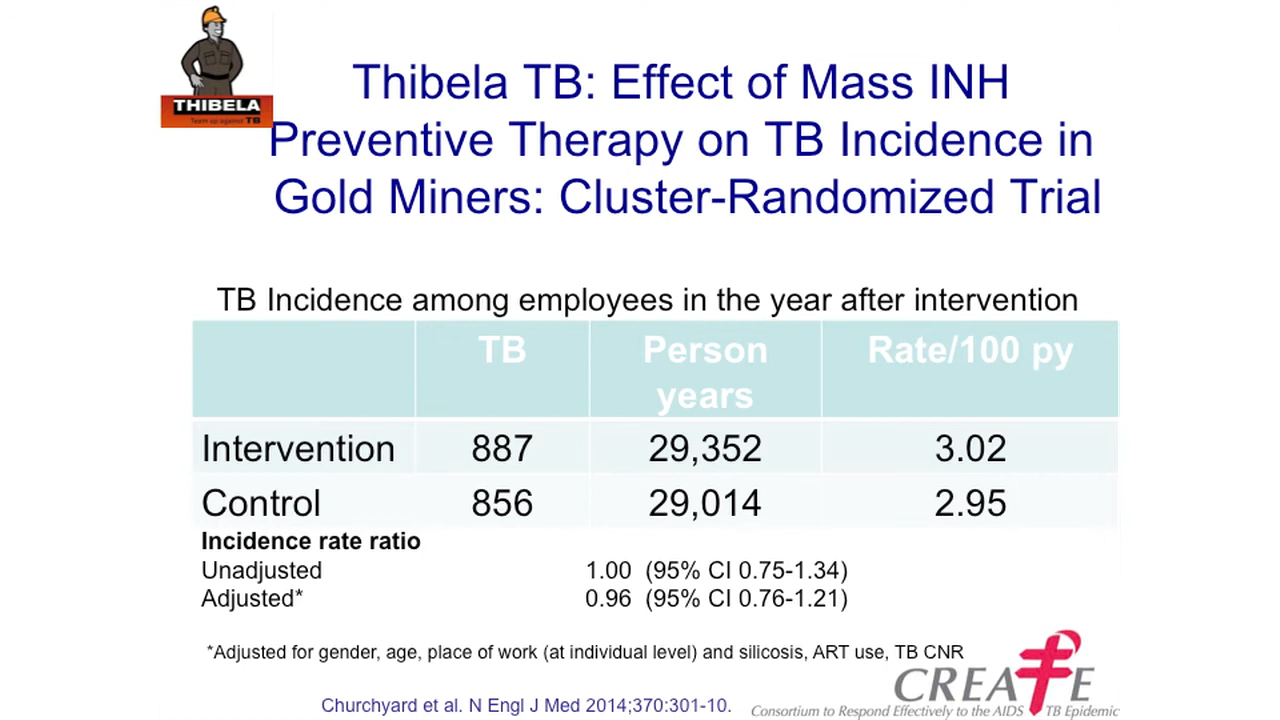 THIBELA
Team up against TB
Thibela TB: Effect of Mass INH
Preventive Therapy on TB Incidence in
Gold Miners: Cluster-Randomized Trial
TB Incidence among employees in the year after intervention
TB Person years Rate/100 py
Intervention 887 29,352 3.02
Control 856 29,014 2.95
Incidence rate ratio
Unadjusted 1.00 (95% CI 0.75-1.34)
Adjusted* 0.96 (95% CI 0.76-1.21)
*Adjusted for gender, age, place of work (at individual level) and silicosis, ART use, TB CNR
CREATE
Churchyard et al. N Engl J Med 2014;370:301-10.
Consortium to Respond Effectively to the AIDS TB Epidemic